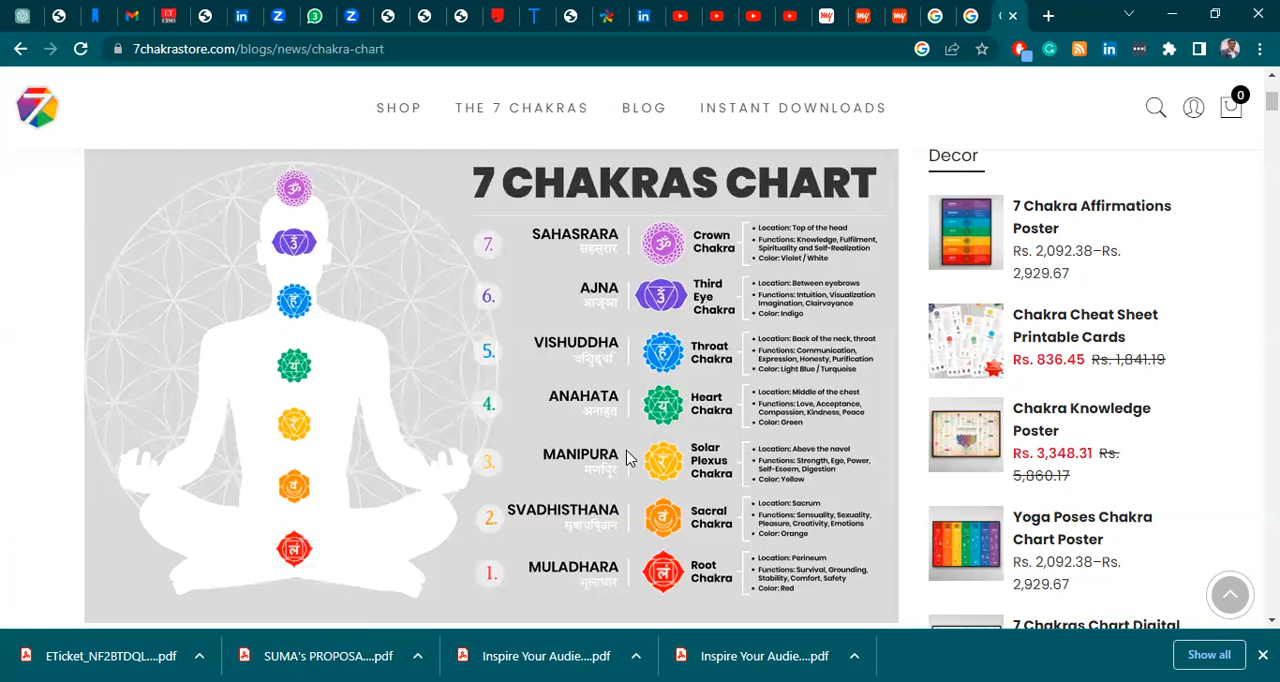 7chakrastore.com/blogs/news/chakra-chart
SHOP THE 7 CHAKRAS BLOG INSTANT DOWNLOADS
0
7 CHAKRAS CHART
7. SAHASRARA
सहस्रार
Crown
Chakra
• Location: Top of the head
• Functions: Knowledge, Fulfilment,
Spirituality and Self-Realization
• Color: Violet / White
6. AJNA
Third
Eye
Chakra
• Location: Between eyebrows
• Functions: Intuition, Visualization
Imagination, Clairvoyance
• Color: Indigo
5. VISHUDDHA
Throat
Chakra
• Location: Back of the neck, throat
• Functions: Communication,
Expression, Honesty, Purification
• Color: Light Blue / Turquoise
4. ANAHATA
अनाहत
Heart
Chakra
• Location: Middle of the chest
• Functions: Love, Acceptance,
Compassion, Kindness, Peace
• Color: Green
3. MANIPURA
Solar
Plexus
Chakra
• Location: Above the navel
• Functions: Strength, Ego, Power,
Self-Eseem, Digestion
• Color: Yellow
2. SVADHISTHANA
Sacral
Chakra
• Location: Sacrum
• Functions: Sensuality, Sexuality,
Pleasure, Creativity, Emotions
• Color: Orange
1. MULADHARA
Root
Chakra
• Location: Perineum
• Functions: Survival, Grounding,
Stability, Comfort, Safety
• Color: Red
Decor
7 Chakra Affirmations
Poster
Rs. 2,092.38–Rs.
2,929.67
Chakra Cheat Sheet
Printable Cards
Rs. 836.45 Rs. 1,841.19
Chakra Knowledge
Poster
Rs. 3,348.31 Rs.
5,860.17
Yoga Poses Chakra
Chart Poster
Rs. 2,092.38–Rs.
2,929.67
7 Chakras Chart Digital
ETicket_NF2BTDQL....pdf
SUMA's PROPOSA....pdf
Inspire Your Audie....pdf
Inspire Your Audie....pdf
Show all